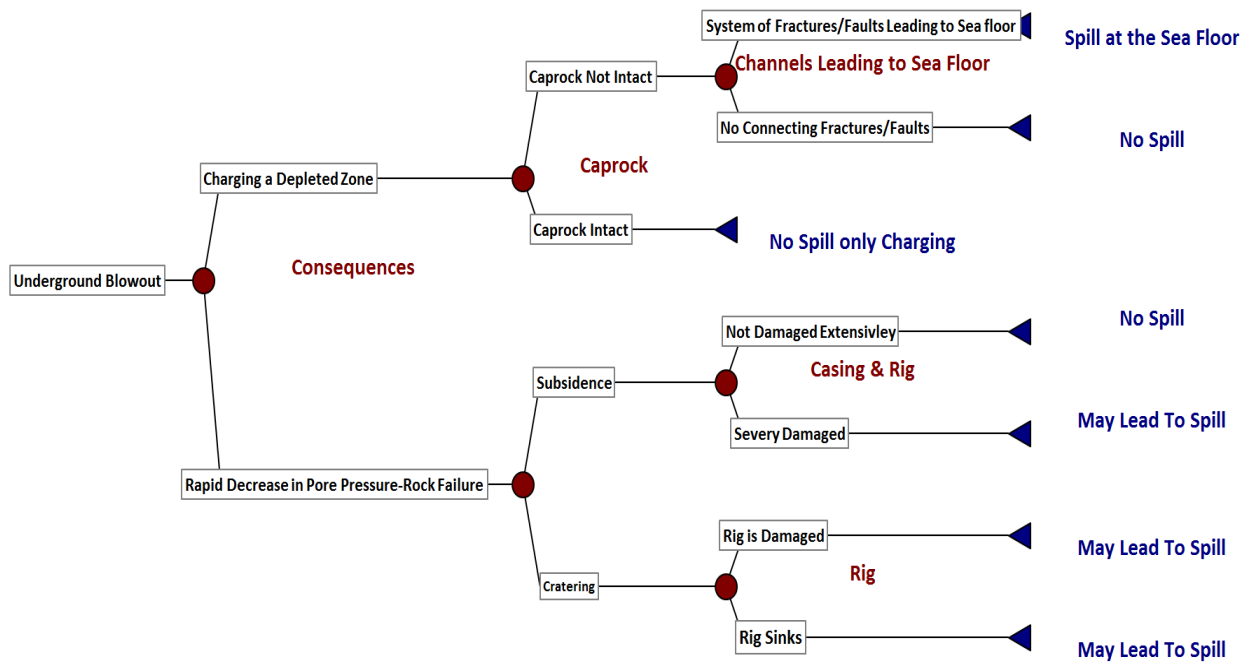 System of Fractures/Faults Leading to Sea floor
Spill at the Sea Floor
Channels Leading to Sea Floor
Caprock Not Intact
No Connecting Fractures/Faults
No Spill
Caprock
Charging a Depleted Zone
Caprock Intact
No Spill only Charging
Consequences
Underground Blowout
No Spill
Not Damaged Extensivley
Casing & Rig
Subsidence
May Lead To Spill
Severy Damaged
Rapid Decrease in Pore Pressure-Rock Failure
Rig is Damaged
May Lead To Spill
Rig
Cratering
Rig Sinks
May Lead To Spill